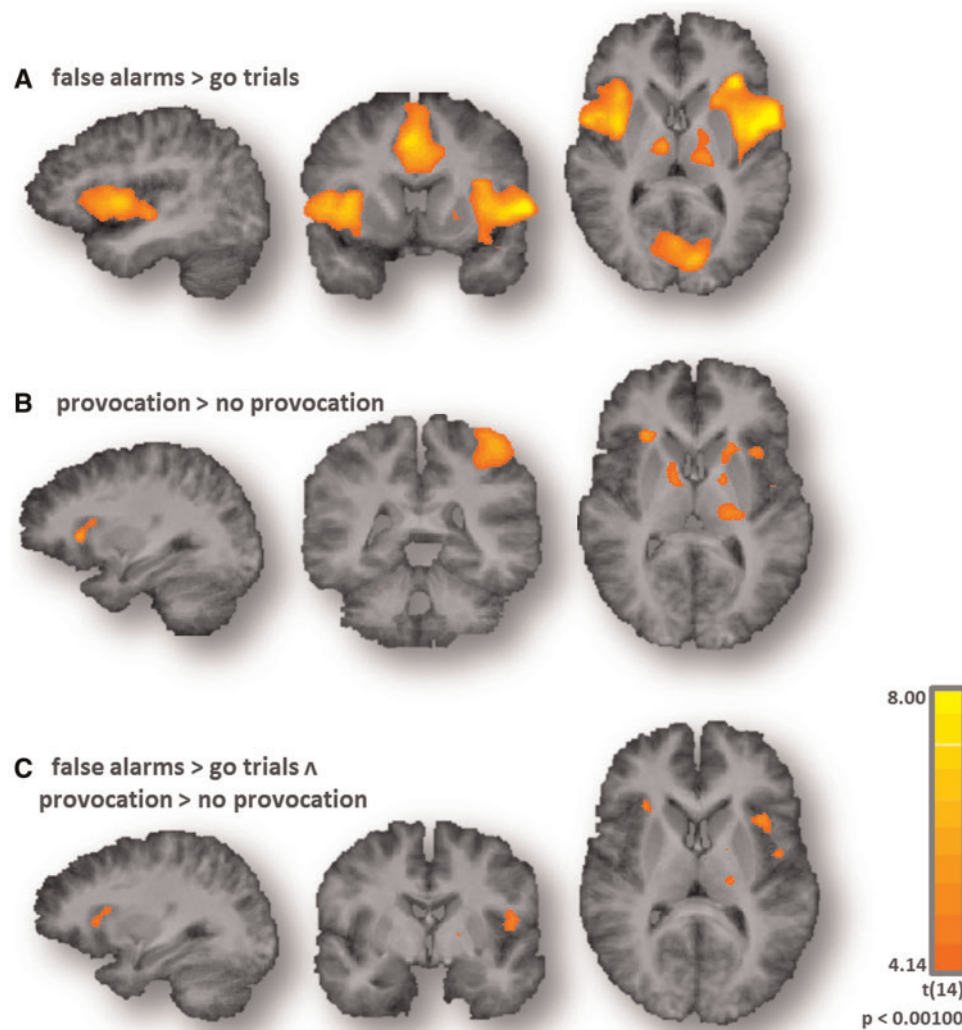 A false alarms > go trials
B provocation > no provocation
C false alarms > go trials ∧
provocation > no provocation
8.00
4.14
t(14)
p < 0.00100